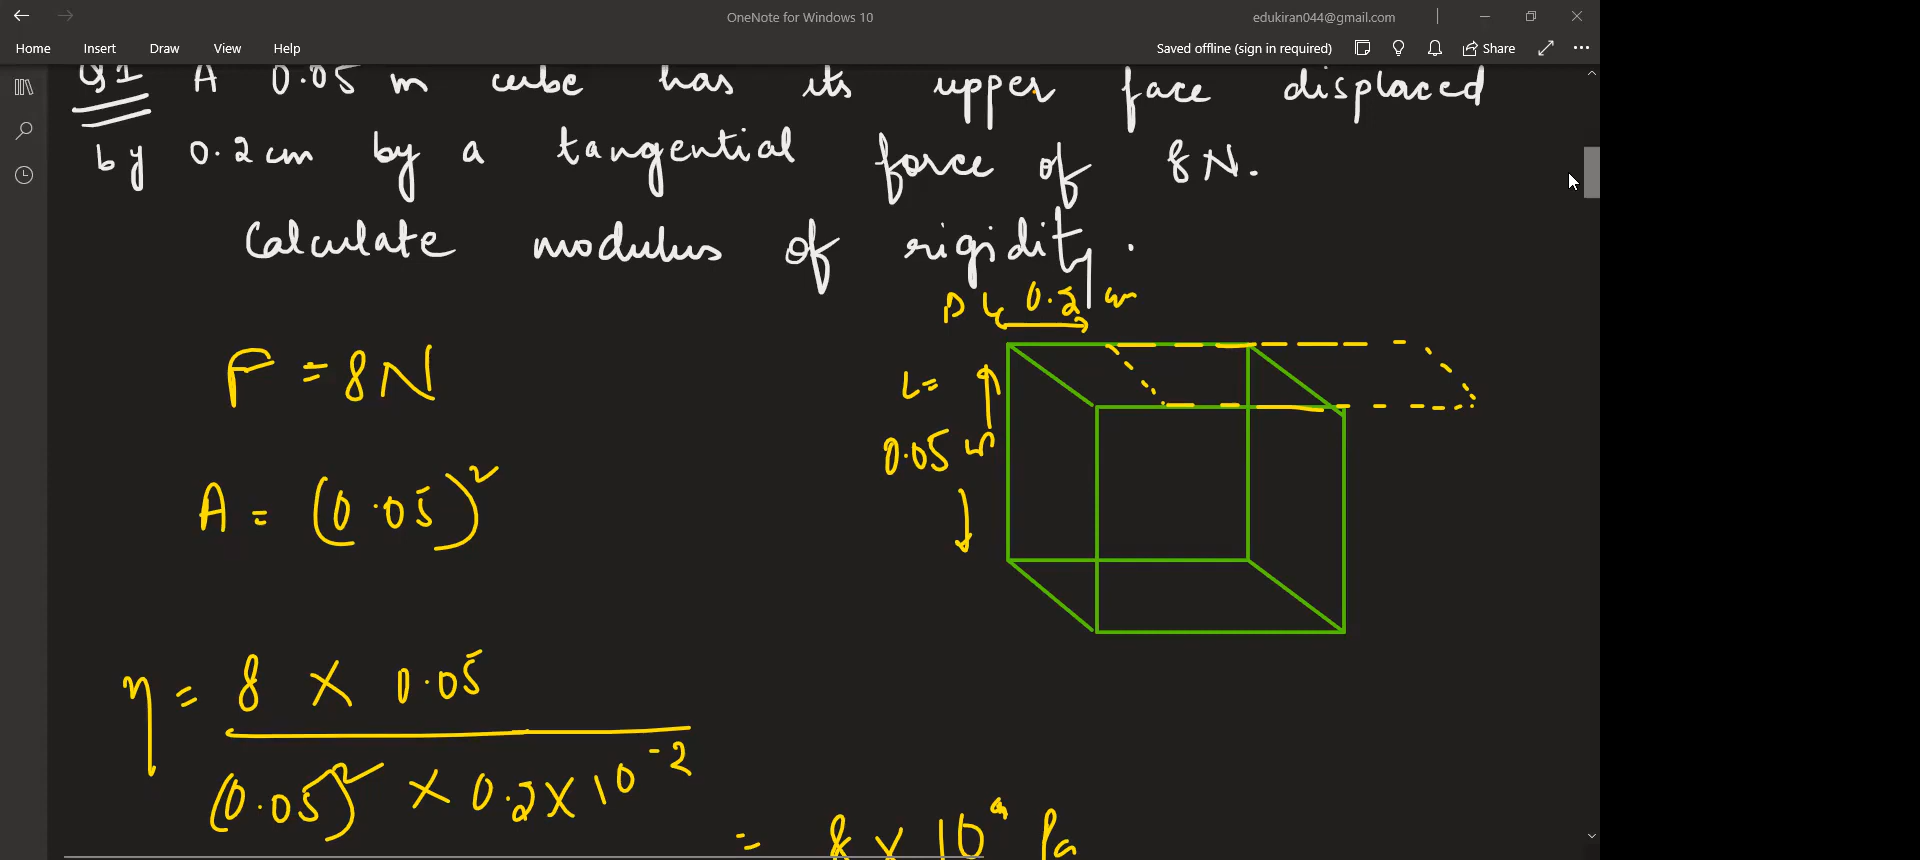 OneNote for Windows 10
edukiran044@gmail.com
Home Insert Draw View Help
Saved offline (sign in required) Share
Q1 A 0.05 m cube has its upper face displaced
by 0.2 cm by a tangential force of 8 N.
Calculate modulus of rigidity.
0.2 cm
F = 8N
L =
0.05 m
A = (0.05)²
η = 8 × 0.05
(0.05)² × 0.2 × 10⁻²
= 8 × 10 Pa